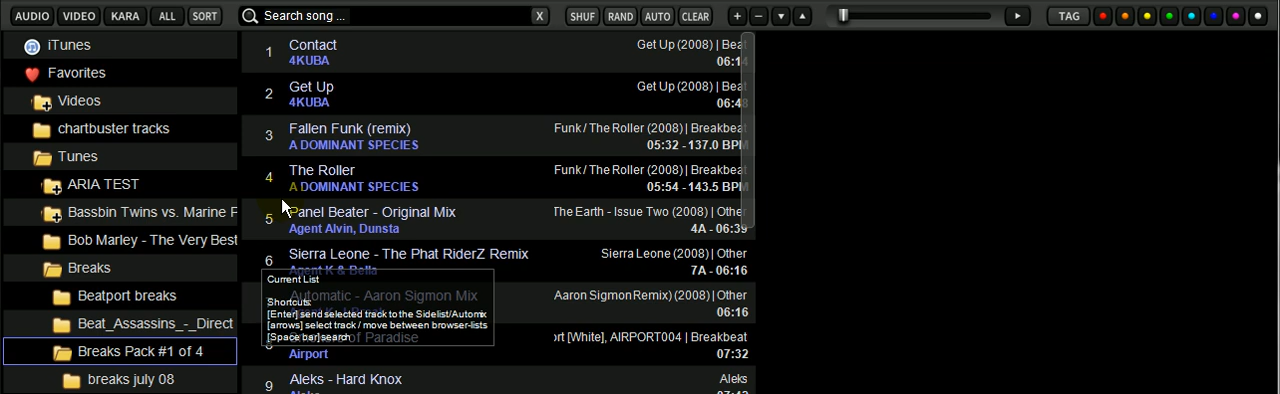 AUDIO VIDEO KARA ALL SORT Search song ... X SHUF RAND AUTO CLEAR + − TAG
iTunes
Favorites
Videos
chartbuster tracks
Tunes
ARIA TEST
Bassbin Twins vs. Marine P
Bob Marley - The Very Best
Breaks
Beatport breaks
Beat_Assassins_-_Direct
Breaks Pack #1 of 4
breaks july 08
1 Contact Get Up (2008) | Beat
4KUBA 06:14
2 Get Up Get Up (2008) | Beat
4KUBA 06:48
3 Fallen Funk (remix) Funk / The Roller (2008) | Breakbeat
A DOMINANT SPECIES 05:32 - 137.0 BPM
4 The Roller Funk / The Roller (2008) | Breakbeat
A DOMINANT SPECIES 05:54 - 143.5 BPM
5 Panel Beater - Original Mix The Earth - Issue Two (2008) | Other
Agent Alvin, Dunsta 4A - 06:39
6 Sierra Leone - The Phat RiderZ Remix Sierra Leone (2008) | Other
Agent K & Bella 7A - 06:16
Automatic - Aaron Sigmon Mix Aaron Sigmon Remix) (2008) | Other
06:16
of Paradise rt [White], AIRPORT004 | Breakbeat
Airport 07:32
9 Aleks - Hard Knox Aleks
Current List
Shortcuts:
[Enter] send selected track to the Sidelist/Automix
[arrows] select track / move between browser-lists
[Space bar] search